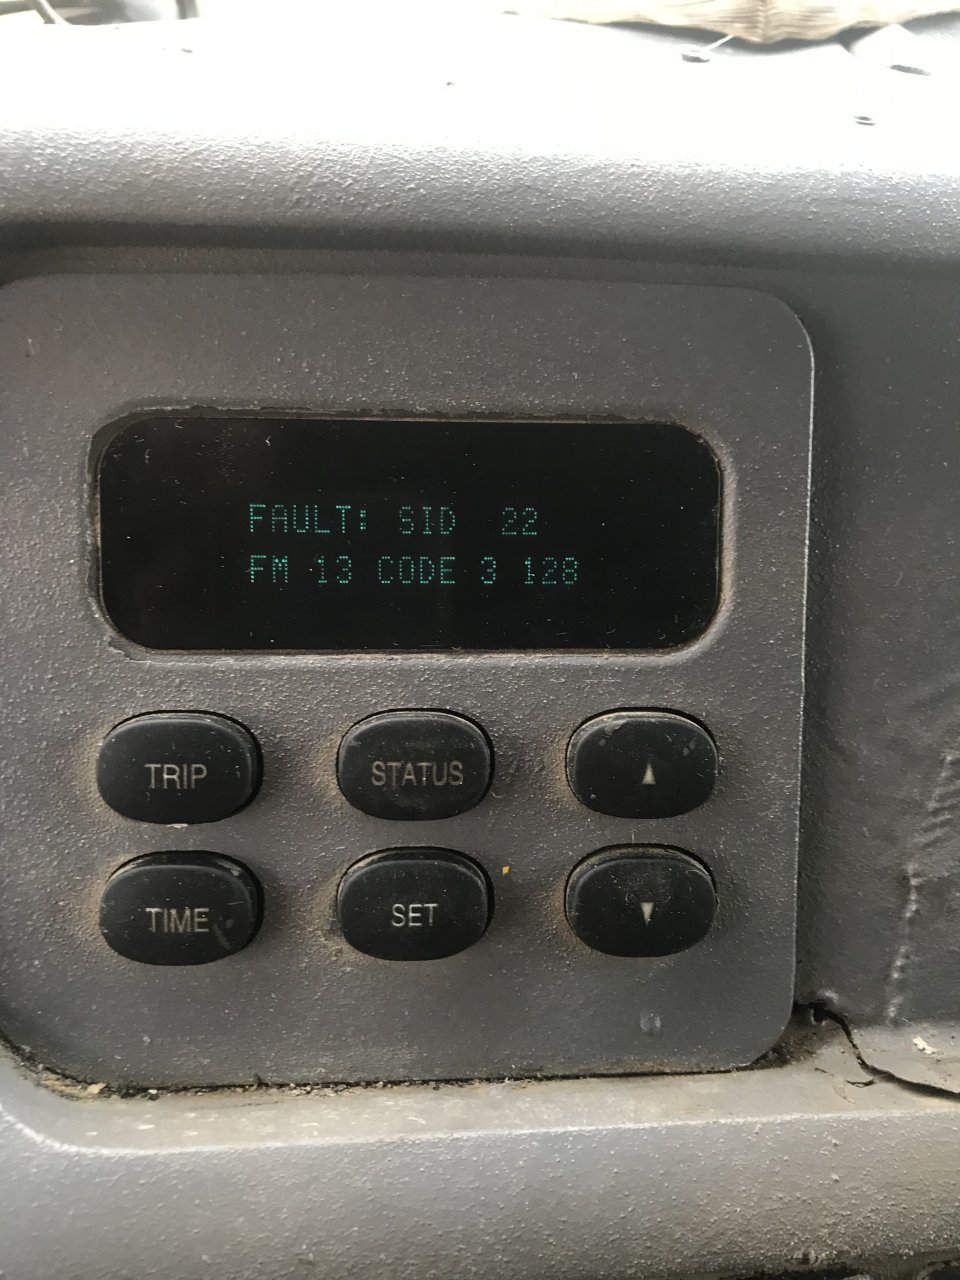 FAULT: SID 22
FM 13 CODE 3 128
TRIP STATUS ▲
TIME SET ▼